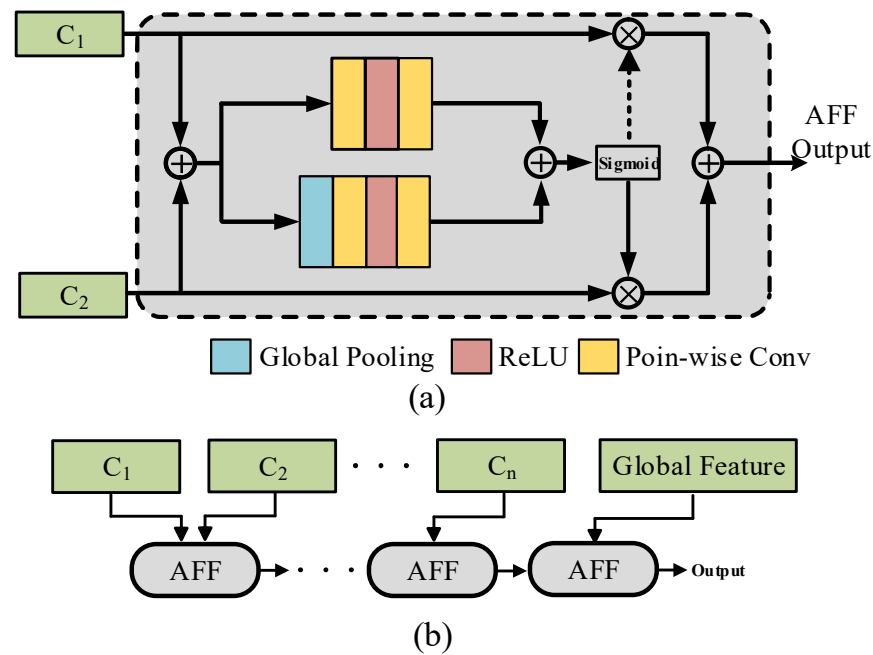 C₁
AFF
Output
Sigmoid
C₂
Global Pooling ReLU Poin-wise Conv
(a)
C₁ C₂ · · · Cₙ Global Feature
AFF · · · AFF AFF Output
(b)